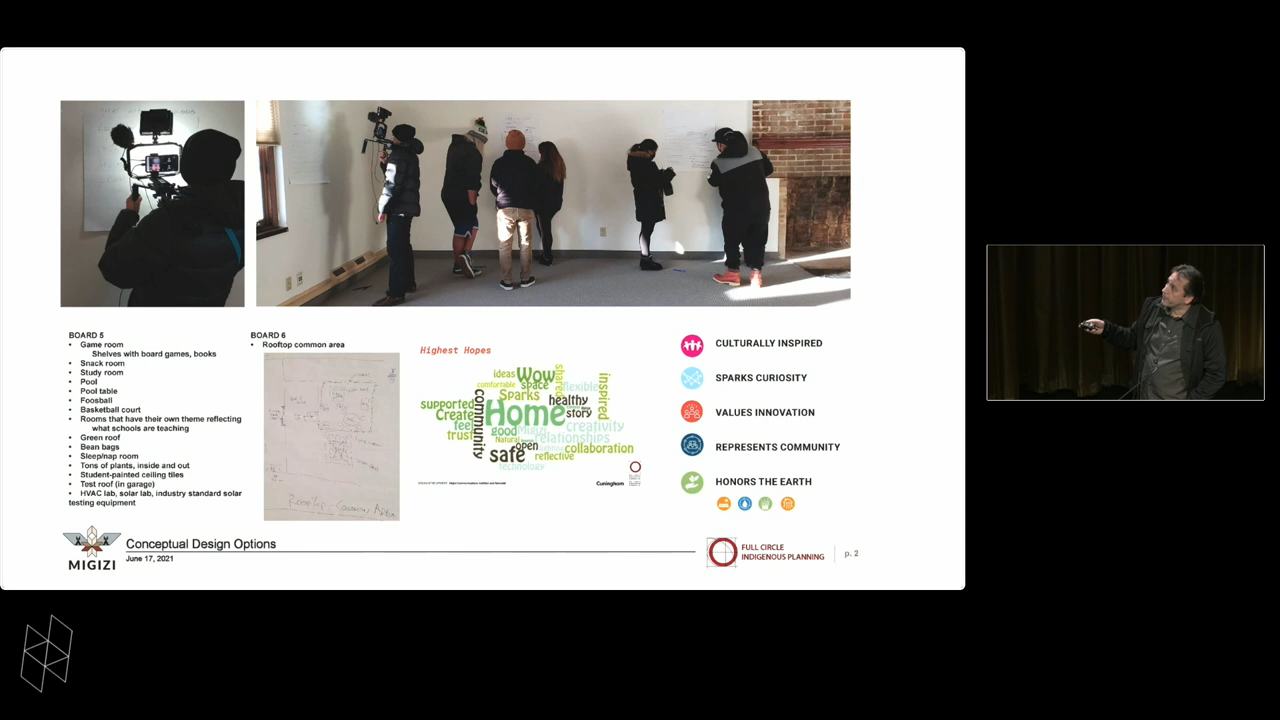 BOARD 5
• Game room
Shelves with board games, books
• Snack room
• Study room
• Pool
• Pool table
• Foosball
• Basketball court
• Rooms that have their own theme reflecting
what schools are teaching
• Green roof
• Bean bags
• Sleep/nap room
• Tons of plants, inside and out
• Student-painted ceiling tiles
• Test roof (in garage)
• HVAC lab, solar lab, industry standard solar
testing equipment
BOARD 6
• Rooftop common area
Rooftop - Common Area
Highest Hopes
ideas Wow share
comfortable space flexible inspired
Sparks healthy
supported community Home story
Create
feel good Migizi creativity
trust Natural relationships
open collaboration
safe reflective
technology
Cuningham
CULTURALLY INSPIRED
SPARKS CURIOSITY
VALUES INNOVATION
REPRESENTS COMMUNITY
HONORS THE EARTH
MIGIZI
Conceptual Design Options
June 17, 2021
FULL CIRCLE
INDIGENOUS PLANNING
p. 2